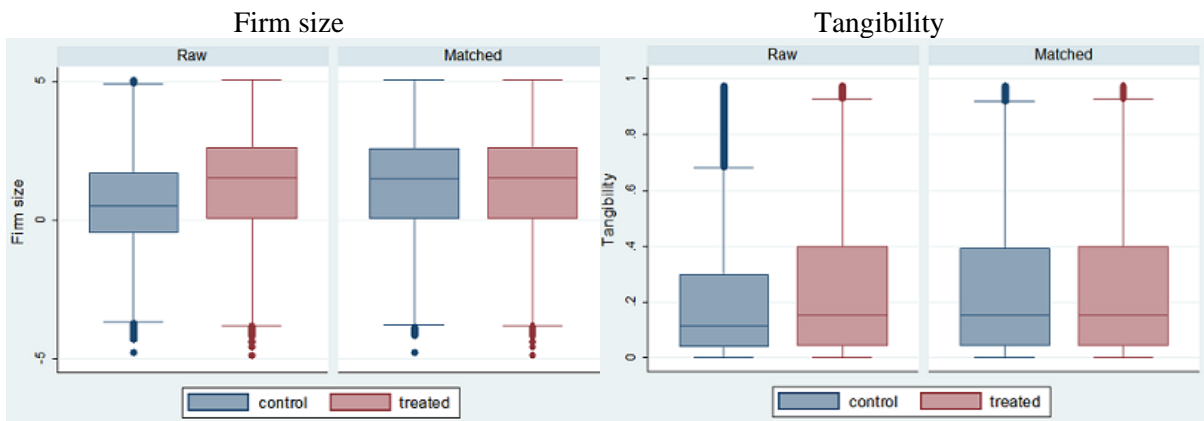 Firm size
Raw
Matched
Firm size
5
0
-5
control
treated
Tangibility
Raw
Matched
Tangibility
1
.8
.6
.4
.2
0
control
treated